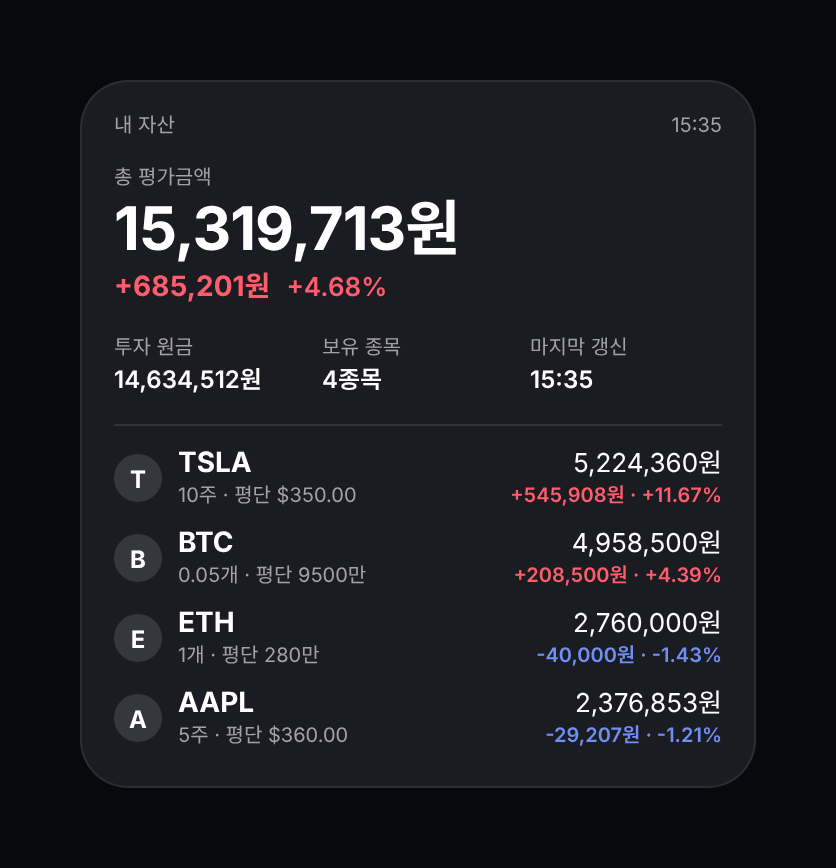 내 자산 15:35
총 평가금액
15,319,713원
+685,201원 +4.68%
투자 원금 보유 종목 마지막 갱신
14,634,512원 4종목 15:35
T TSLA 5,224,360원
10주 · 평단 $350.00 +545,908원 · +11.67%
B BTC 4,958,500원
0.05개 · 평단 9500만 +208,500원 · +4.39%
E ETH 2,760,000원
1개 · 평단 280만 -40,000원 · -1.43%
A AAPL 2,376,853원
5주 · 평단 $360.00 -29,207원 · -1.21%